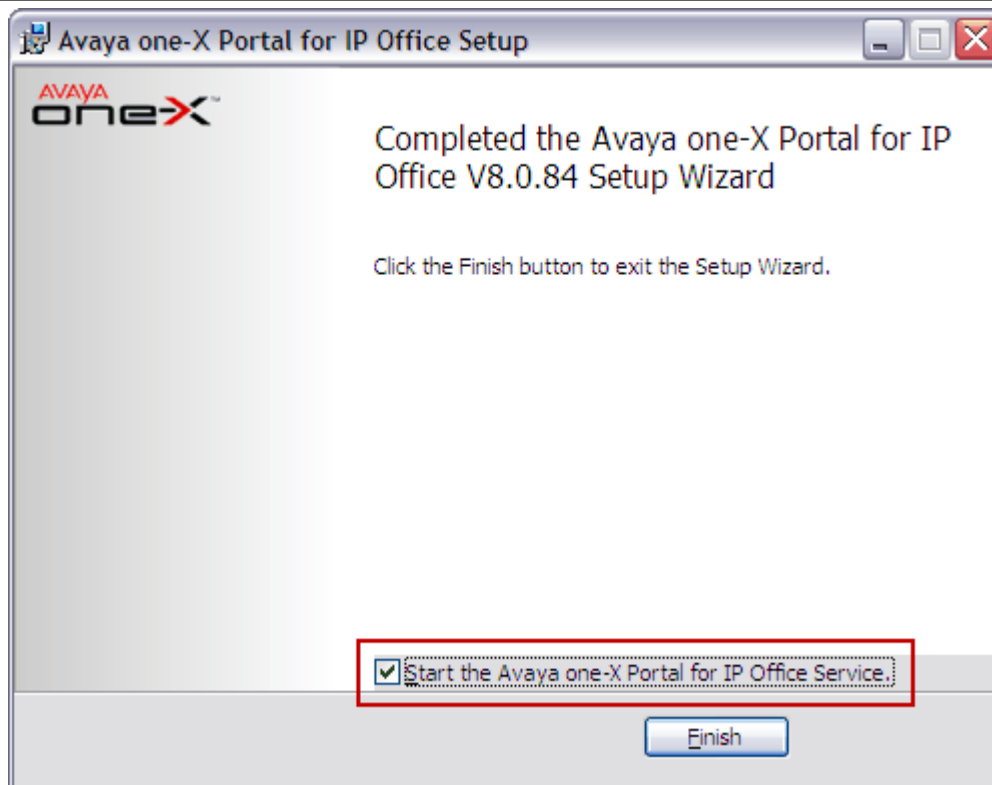 Avaya one-X Portal for IP Office Setup
AVAYA
one-X™
Completed the Avaya one-X Portal for IP
Office V8.0.84 Setup Wizard
Click the Finish button to exit the Setup Wizard.
Start the Avaya one-X Portal for IP Office Service.
Finish